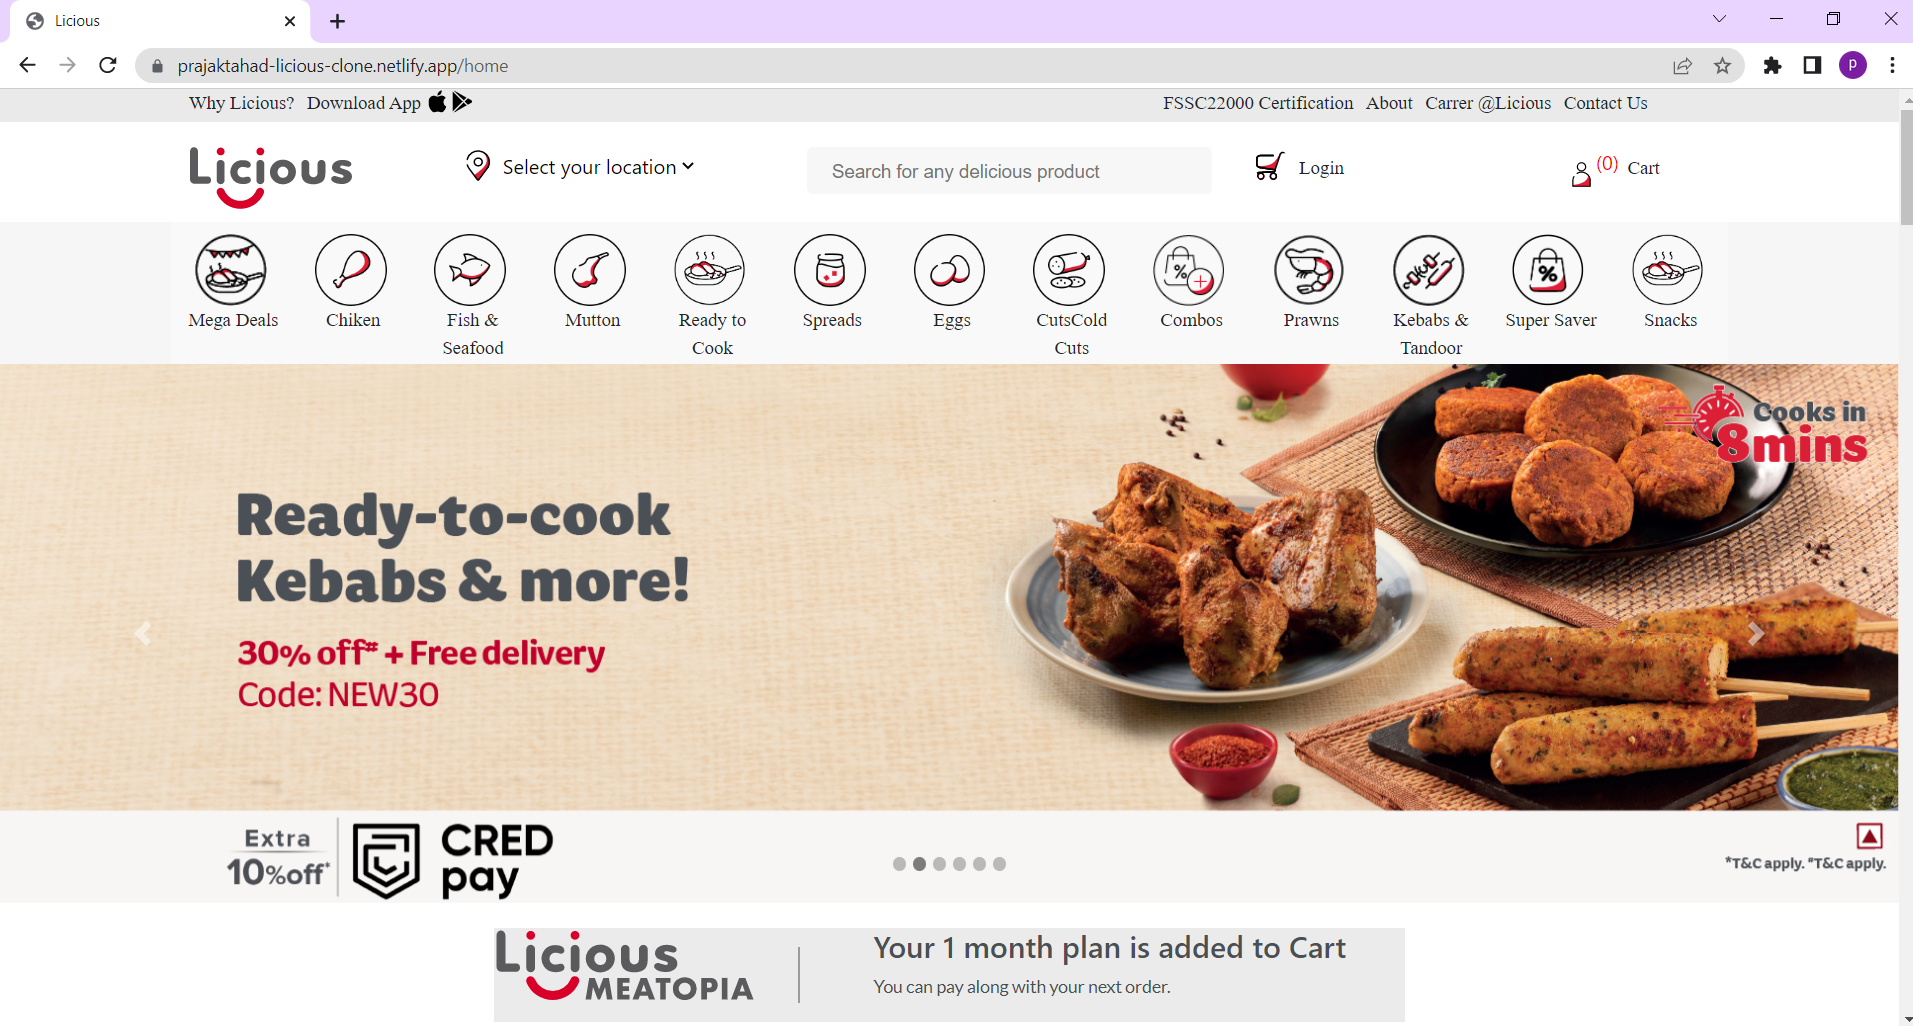 Licious
prajaktahad-licious-clone.netlify.app/home
P
Why Licious? Download App
FSSC22000 Certification About Carrer @Licious Contact Us
Licious
Select your location
Search for any delicious product
Login
(0) Cart
Mega Deals
Chiken
Fish &
Seafood
Mutton
Ready to
Cook
Spreads
Eggs
CutsCold
Cuts
Combos
Prawns
Kebabs &
Tandoor
Super Saver
Snacks
Cooks in
8mins
Ready-to-cook
Kebabs & more!
30% off** + Free delivery
Code: NEW30
Extra
10%off*
CRED
pay
*T&C apply. #T&C apply.
Licious
MEATOPIA
Your 1 month plan is added to Cart
You can pay along with your next order.